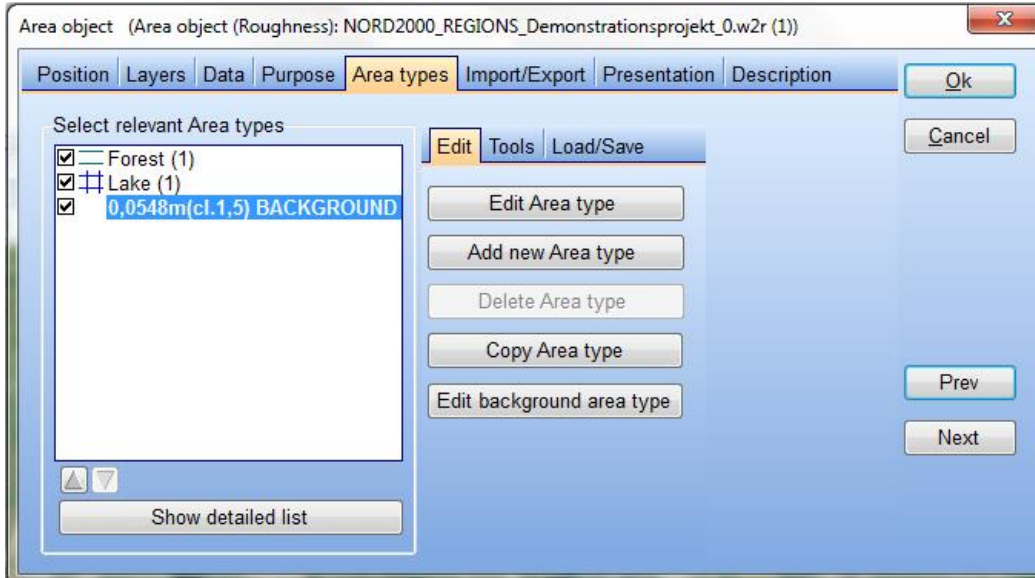 Area object (Area object (Roughness): NORD2000_REGIONS_Demonstrationsprojekt_0.w2r (1))
Position Layers Data Purpose Area types Import/Export Presentation Description
Ok
Cancel
Select relevant Area types
Forest (1)
Lake (1)
0,0548m(cl.1,5) BACKGROUND
Show detailed list
Edit Tools Load/Save
Edit Area type
Add new Area type
Delete Area type
Copy Area type
Edit background area type
Prev
Next